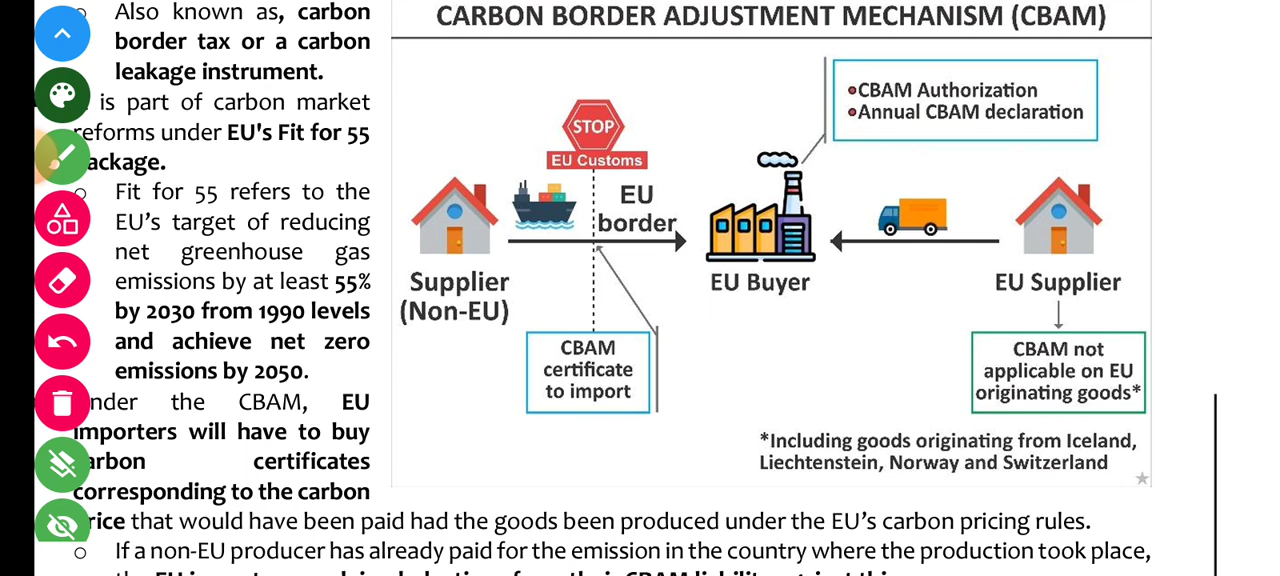 Also known as, carbon
border tax or a carbon
leakage instrument.
is part of carbon market
reforms under EU's Fit for 55
ackage.
Fit for 55 refers to the
EU's target of reducing
net greenhouse gas
emissions by at least 55%
by 2030 from 1990 levels
and achieve net zero
emissions by 2050.
nder the CBAM, EU
importers will have to buy
arbon certificates
corresponding to the carbon
rice that would have been paid had the goods been produced under the EU's carbon pricing rules.
If a non-EU producer has already paid for the emission in the country where the production took place,
CARBON BORDER ADJUSTMENT MECHANISM (CBAM)
•CBAM Authorization
•Annual CBAM declaration
STOP
EU Customs
EU
border
Supplier
(Non-EU)
EU Buyer
EU Supplier
CBAM
certificate
to import
CBAM not
applicable on EU
originating goods*
*Including goods originating from Iceland,
Liechtenstein, Norway and Switzerland